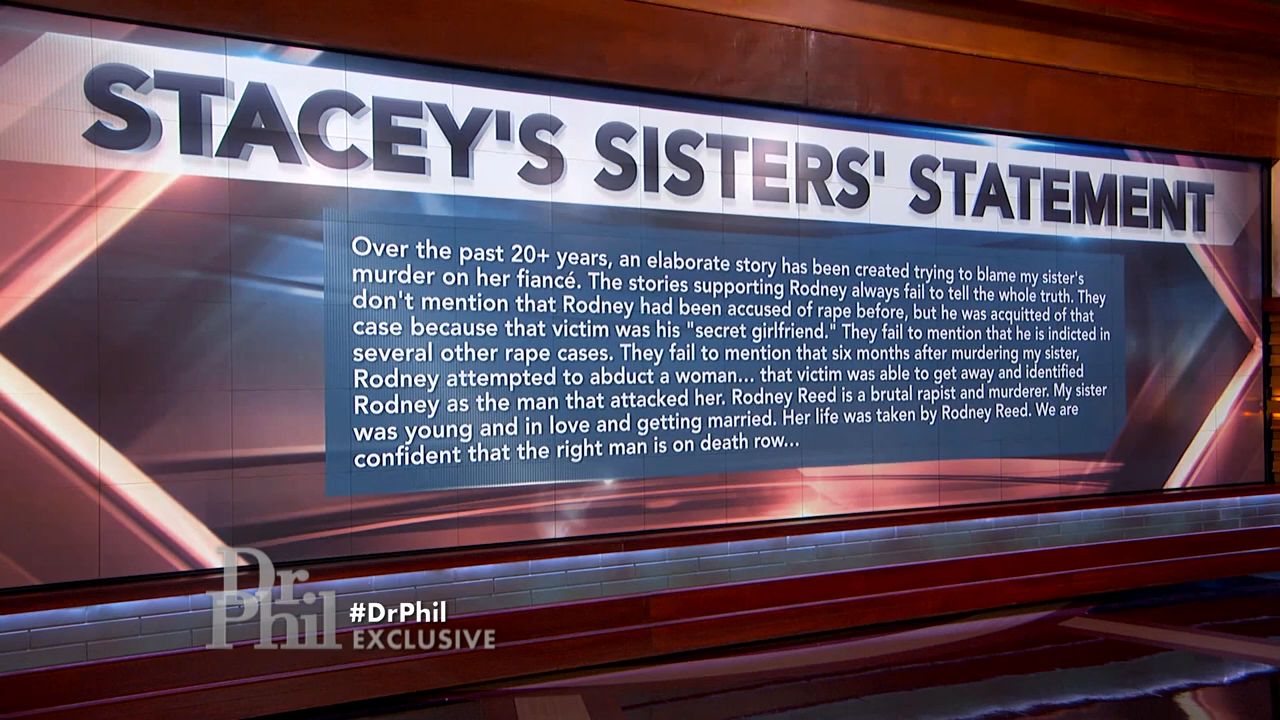 STACEY'S SISTERS' STATEMENT
Over the past 20+ years, an elaborate story has been created trying to blame my sister's
murder on her fiancé. The stories supporting Rodney always fail to tell the whole truth. They
don't mention that Rodney had been accused of rape before, but he was acquitted of that
case because that victim was his "secret girlfriend." They fail to mention that he is indicted in
several other rape cases. They fail to mention that six months after murdering my sister,
Rodney attempted to abduct a woman... that victim was able to get away and identified
Rodney as the man that attacked her. Rodney Reed is a brutal rapist and murderer. My sister
was young and in love and getting married. Her life was taken by Rodney Reed. We are
confident that the right man is on death row...
Dr.
Phil
#DrPhil
EXCLUSIVE